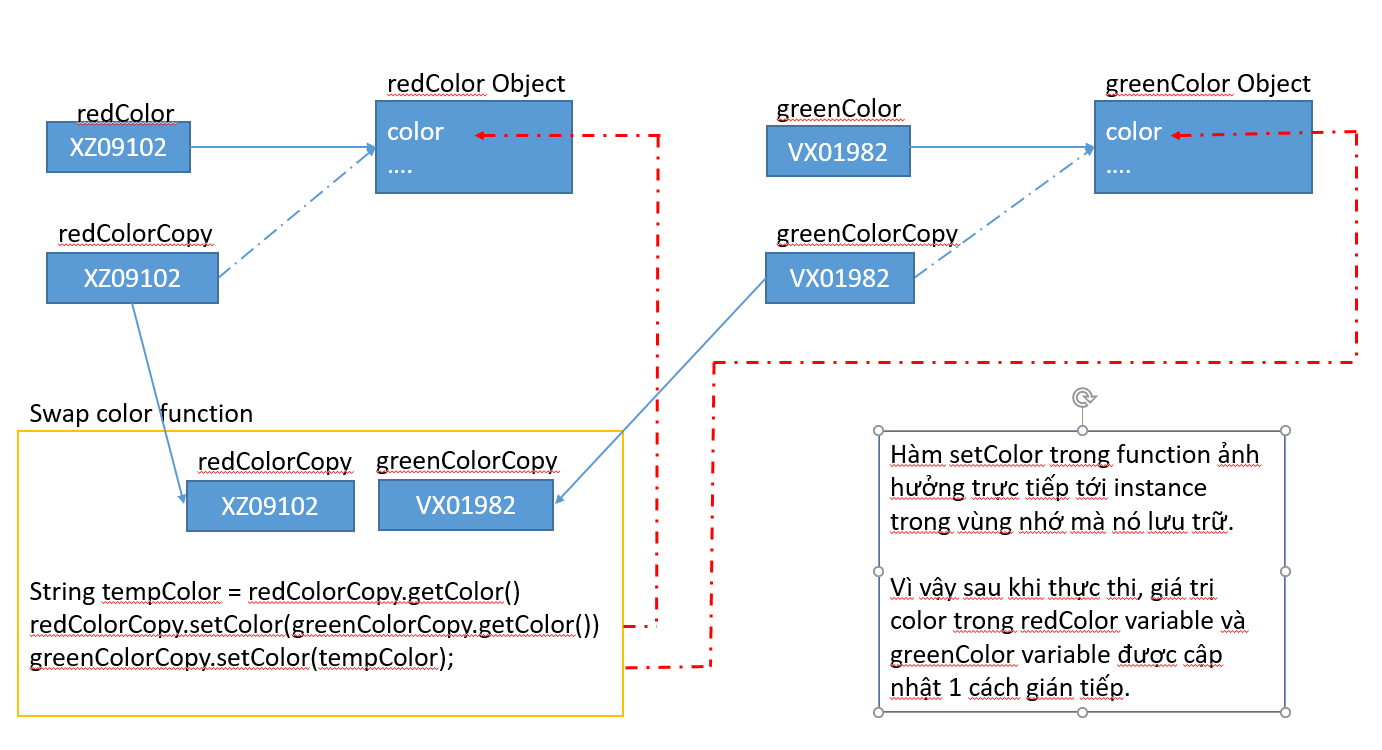 redColor Object
greenColor Object
redColor
greenColor
XZ09102
color
....
VX01982
color
....
redColorCopy
greenColorCopy
XZ09102
VX01982
Swap color function
redColorCopy
greenColorCopy
XZ09102
VX01982
String tempColor = redColorCopy.getColor()
redColorCopy.setColor(greenColorCopy.getColor())
greenColorCopy.setColor(tempColor);
Hàm setColor trong function ảnh
hưởng trực tiếp tới instance
trong vùng nhớ mà nó lưu trữ.
Vì vậy sau khi thực thi, giá trị
color trong redColor variable và
greenColor variable được cập
nhật 1 cách gián tiếp.